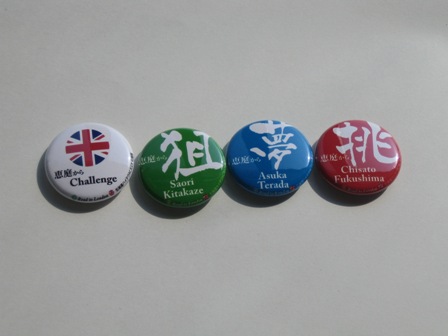 恵庭から
Challenge
狙
恵庭から
Saori
Kitakaze
夢
恵庭から
Asuka
Terada
挑
恵庭から
Chisato
Fukushima